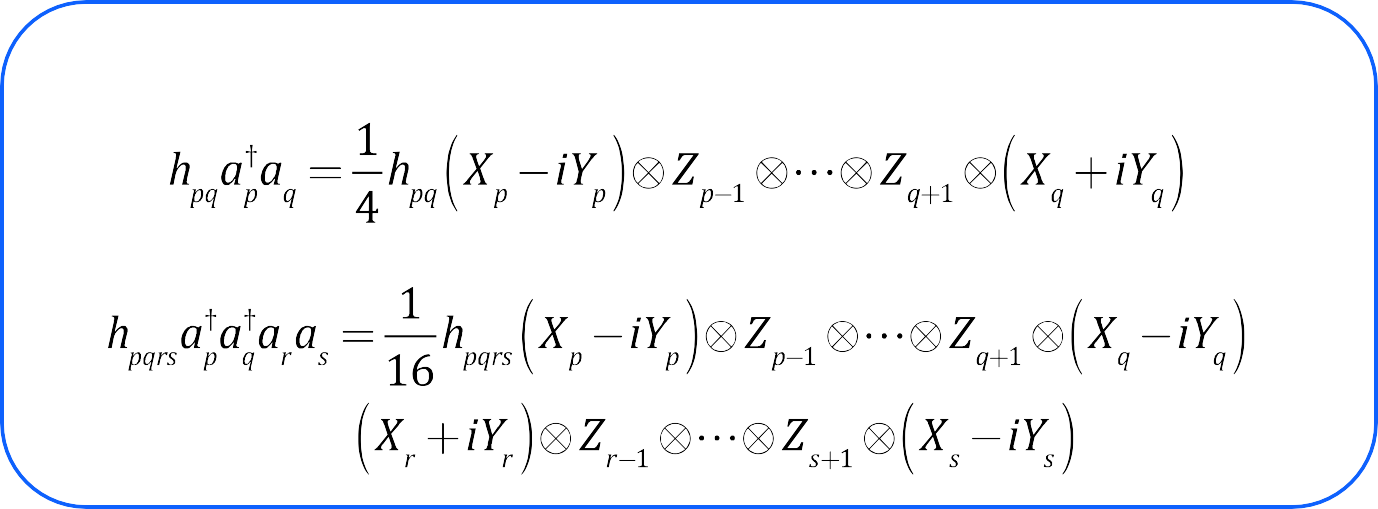 h_{pq} a_p^† a_q = \frac{1}{4} h_{pq} (X_p − iY_p) ⊗ Z_{p−1} ⊗ ⋯ ⊗ Z_{q+1} ⊗ (X_q + iY_q)
h_{pqrs} a_p^† a_q^† a_r a_s = \frac{1}{16} h_{pqrs} (X_p − iY_p) ⊗ Z_{p−1} ⊗ ⋯ ⊗ Z_{q+1} ⊗ (X_q − iY_q)
(X_r + iY_r) ⊗ Z_{r−1} ⊗ ⋯ ⊗ Z_{s+1} ⊗ (X_s − iY_s)